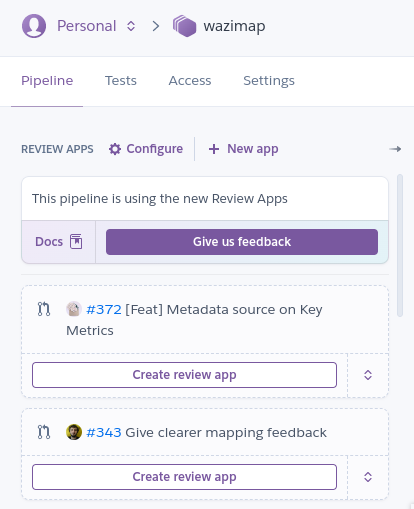 Personal wazimap
Pipeline Tests Access Settings
REVIEW APPS Configure New app
This pipeline is using the new Review Apps
Docs Give us feedback
#372 [Feat] Metadata source on Key
Metrics
Create review app
#343 Give clearer mapping feedback
Create review app